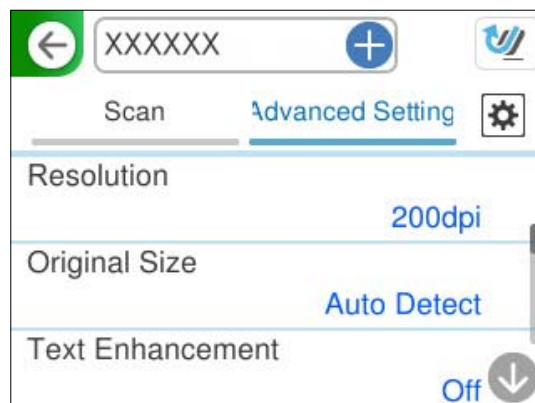 XXXXXX
Scan
Advanced Setting
Resolution
200dpi
Original Size
Auto Detect
Text Enhancement
Off